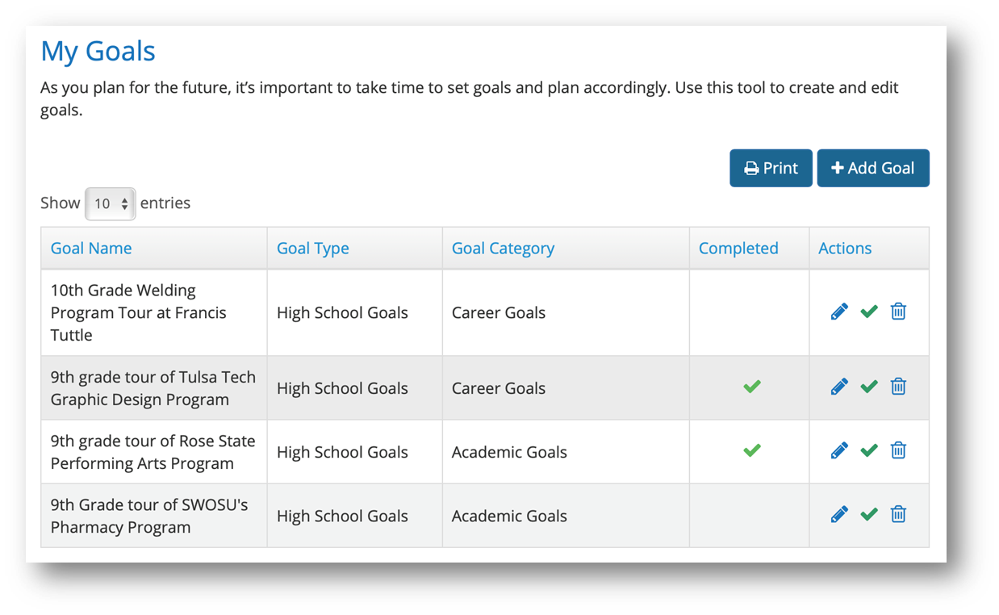 My Goals
As you plan for the future, it’s important to take time to set goals and plan accordingly. Use this tool to create and edit
goals.
Print
Add Goal
Show 10 entries
Goal Name Goal Type Goal Category Completed Actions
10th Grade Welding
Program Tour at Francis
Tuttle
High School Goals
Career Goals
9th grade tour of Tulsa Tech
Graphic Design Program
High School Goals
Career Goals
9th grade tour of Rose State
Performing Arts Program
High School Goals
Academic Goals
9th Grade tour of SWOSU's
Pharmacy Program
High School Goals
Academic Goals